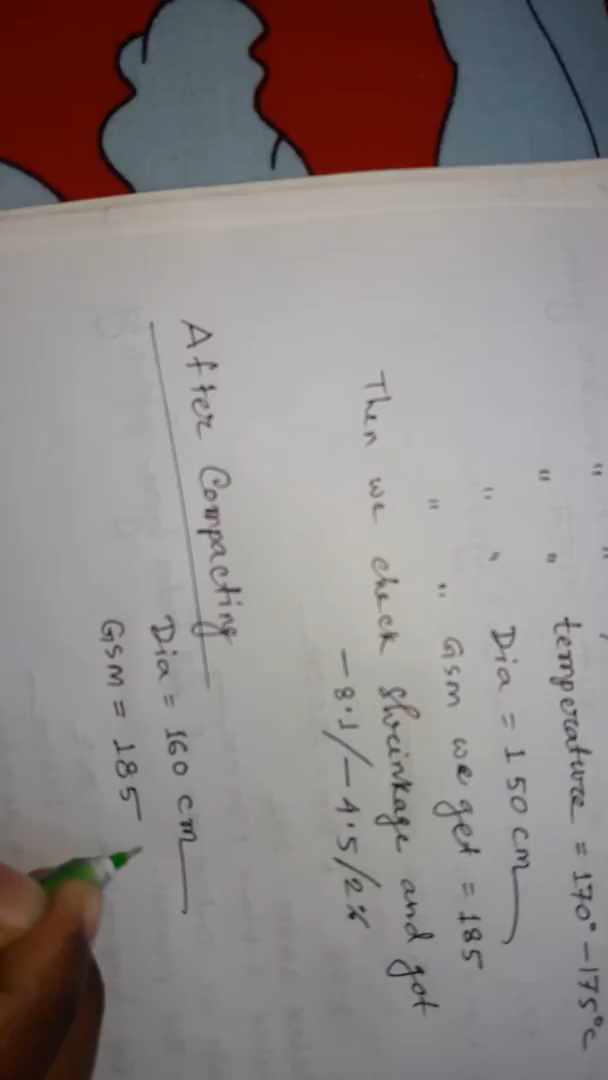 " "
" " temperature = 170° - 175°c
" " Dia = 150 cm
" " GSM we get = 185
Then we check Shrinkage and got
-8.1/-4.5/2%
After Compacting
Dia = 160 cm
GSM = 185